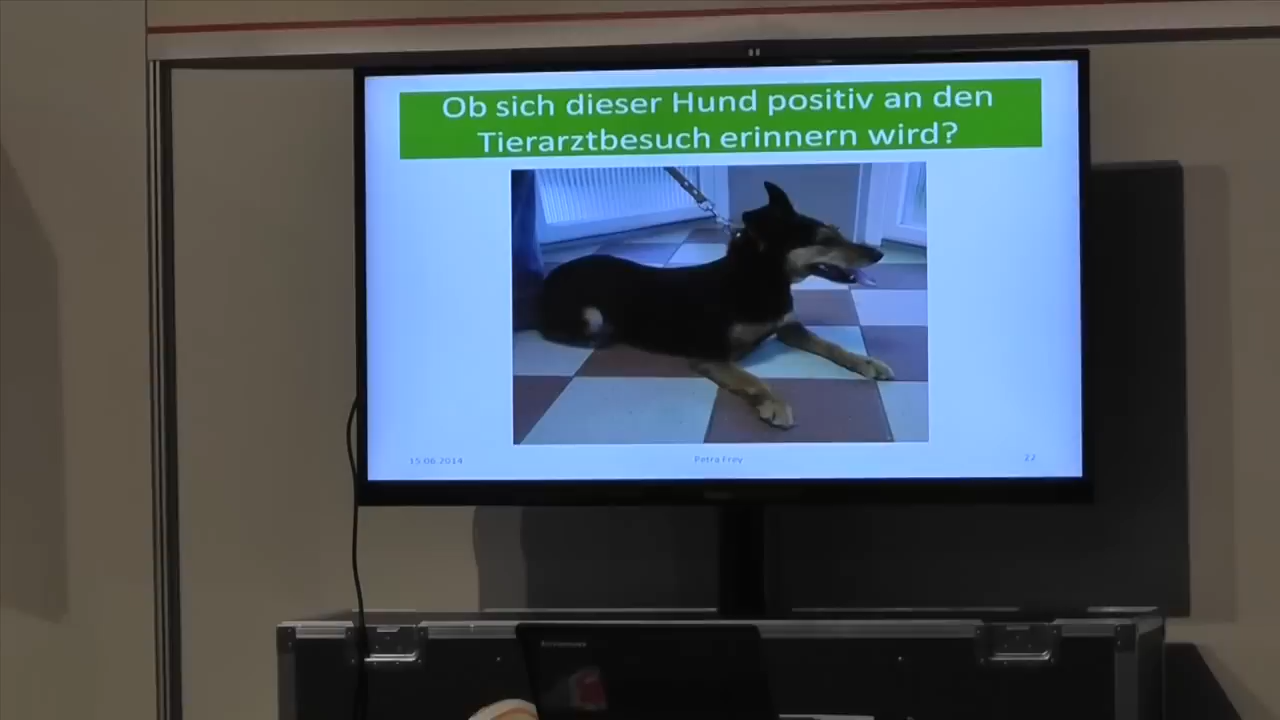 Ob sich dieser Hund positiv an den
Tierarztbesuch erinnern wird?
15.06.2014 Petra Frey 22